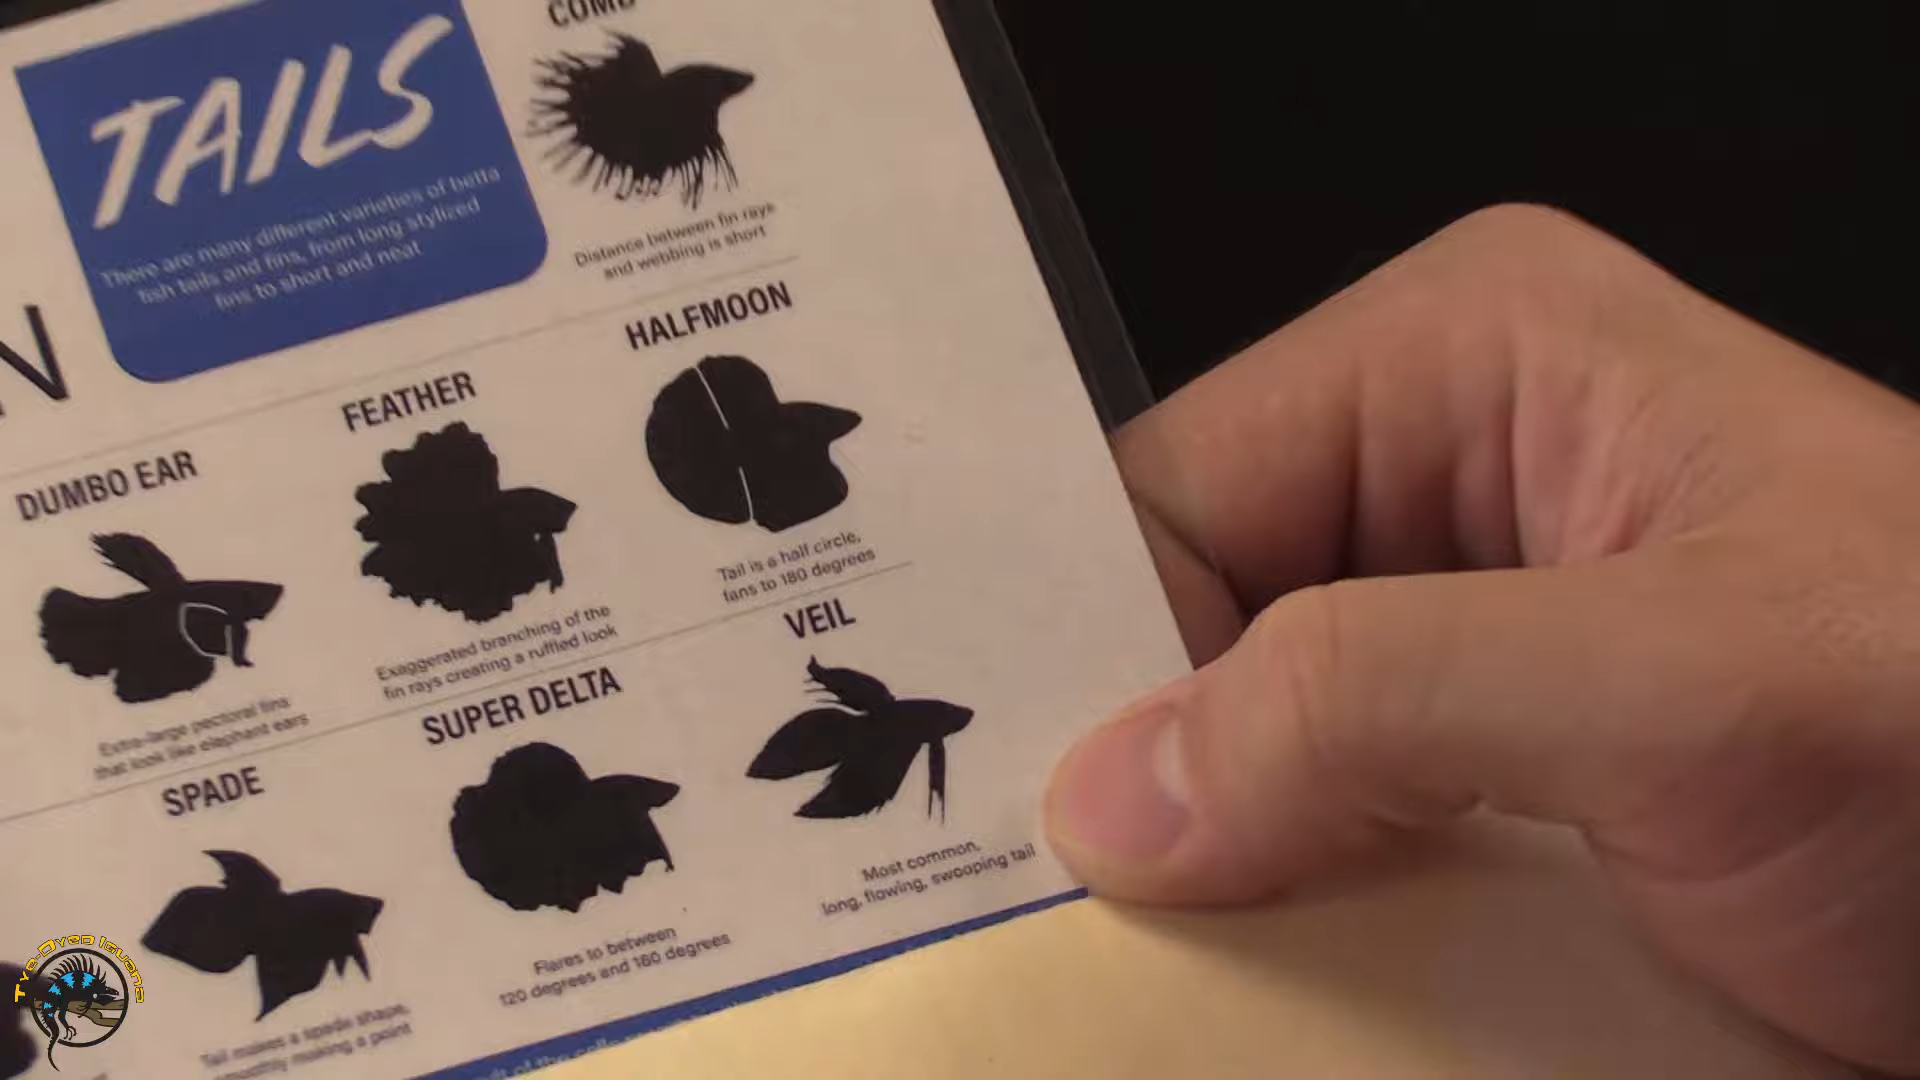 COMB
TAILS
There are many different varieties of betta
fish tails and fins, from long stylized
fins to short and neat
Distance between fin rays
and webbing is short
N
HALFMOON
Tail is a half circle,
fans to 180 degrees
FEATHER
Exaggerated branching of the
fin rays creating a ruffled look
DUMBO EAR
Extra-large pectoral fins
that look like elephant ears
VEIL
Most common,
long, flowing, swooping tail
SUPER DELTA
Flares to between
120 degrees and 160 degrees
SPADE
Tail makes a spade shape,
smoothly making a point
Tye-Dyed Iguana